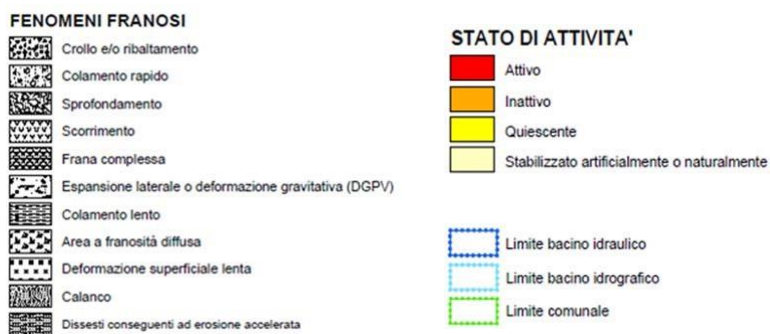 FENOMENI FRANOSI
Crollo e/o ribaltamento
Colamento rapido
Sprofondamento
Scorrimento
Frana complessa
Espansione laterale o deformazione gravitativa (DGPV)
Colamento lento
Area a franosità diffusa
Deformazione superficiale lenta
Calanco
Dissesti conseguenti ad erosione accelerata
STATO DI ATTIVITA'
Attivo
Inattivo
Quiescente
Stabilizzato artificialmente o naturalmente
Limite bacino idraulico
Limite bacino idrografico
Limite comunale